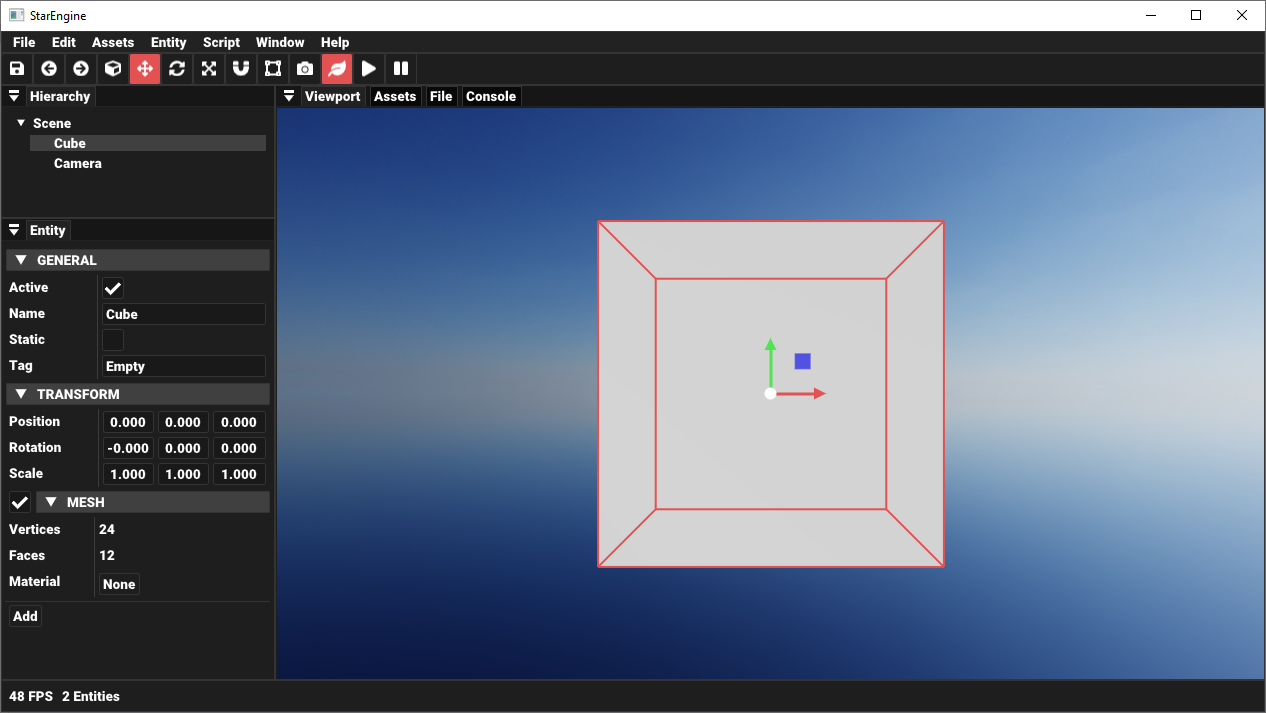 StarEngine
File Edit Assets Entity Script Window Help
Hierarchy
Scene
Cube
Camera
Entity
GENERAL
Active
Name Cube
Static
Tag Empty
TRANSFORM
Position 0.000 0.000 0.000
Rotation -0.000 0.000 0.000
Scale 1.000 1.000 1.000
MESH
Vertices 24
Faces 12
Material None
Add
Viewport Assets File Console
48 FPS 2 Entities